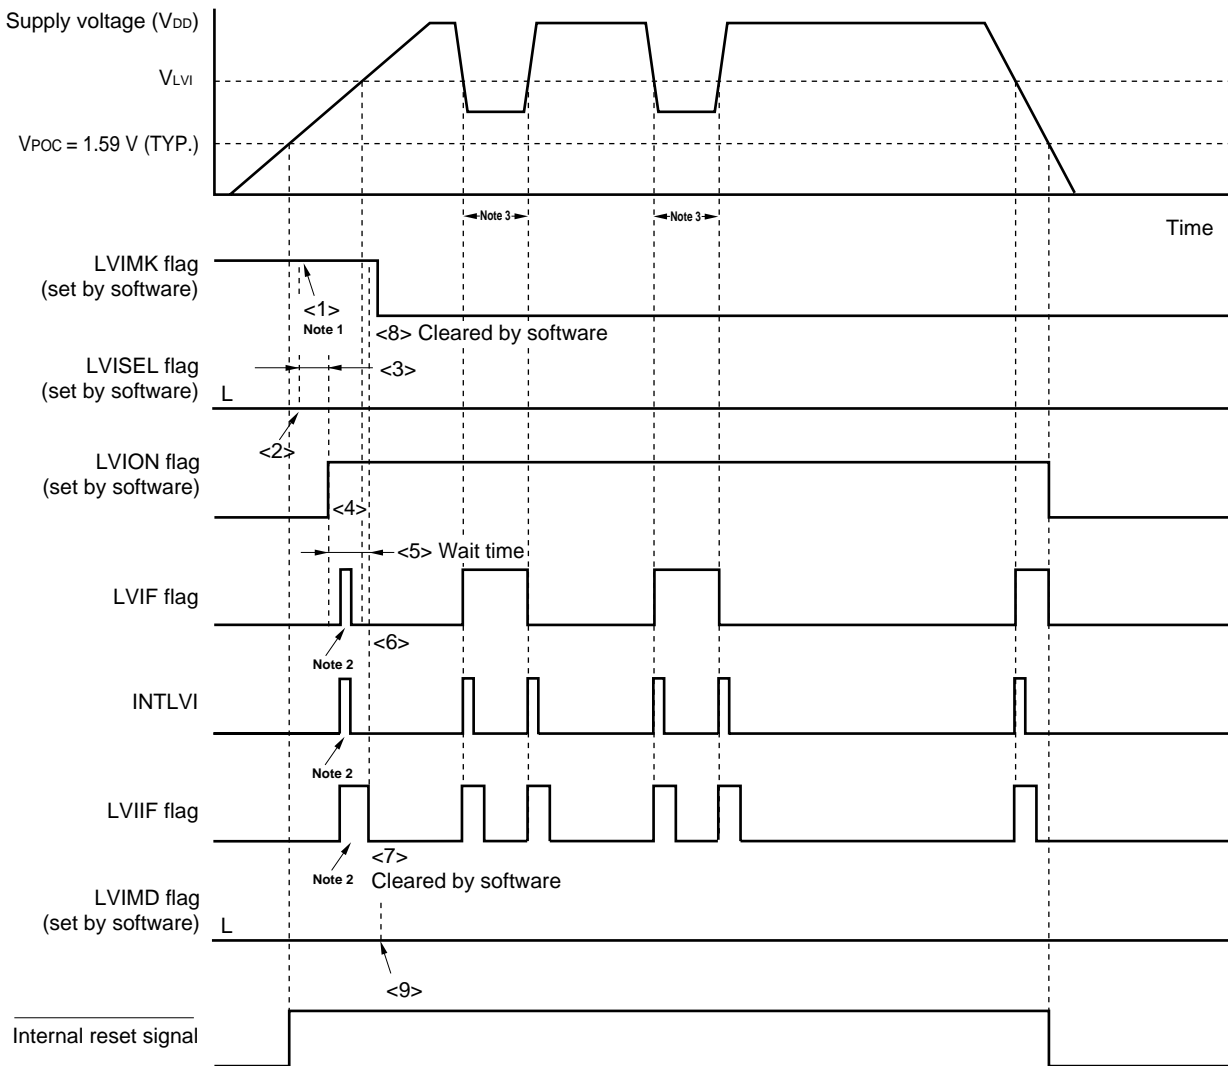 Supply voltage (VDD)
VLVI
VPOC = 1.59 V (TYP.)
Note 3
Note 3
Time
LVIMK flag
(set by software)
<1>
Note 1
<8> Cleared by software
LVISEL flag
(set by software)
L
<3>
<2>
LVION flag
(set by software)
<4>
<5> Wait time
LVIF flag
<6>
Note 2
INTLVI
Note 2
LVIIF flag
Note 2
<7>
Cleared by software
LVIMD flag
(set by software)
L
<9>
Internal reset signal